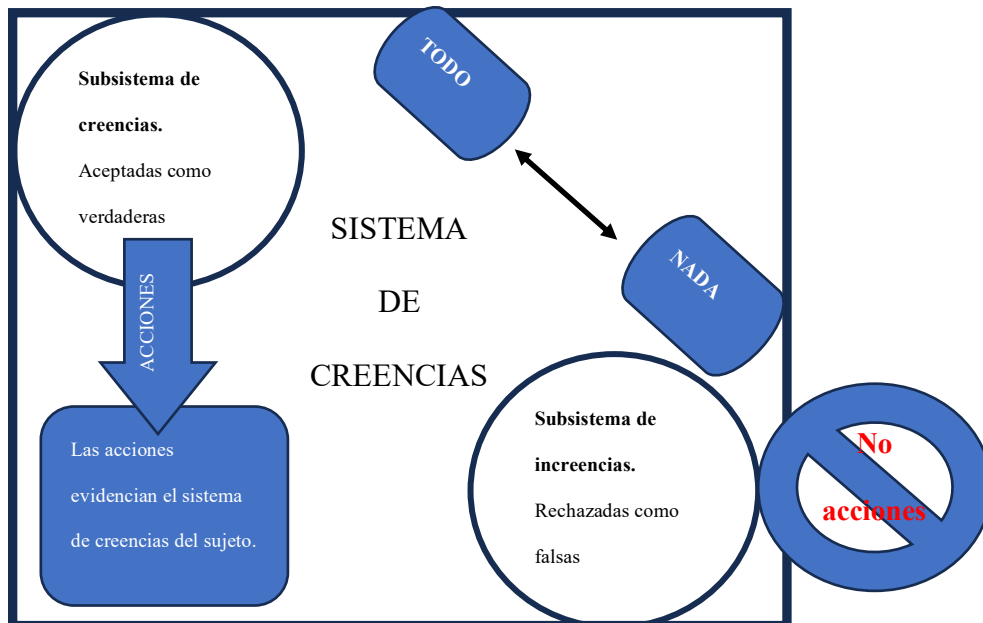 Subsistema de
creencias.
Aceptadas como
verdaderas
TODO
NADA
SISTEMA
DE
CREENCIAS
ACCIONES
Las acciones
evidencian el sistema
de creencias del sujeto.
Subsistema de
increencias.
Rechazadas como
falsas
No
acciones